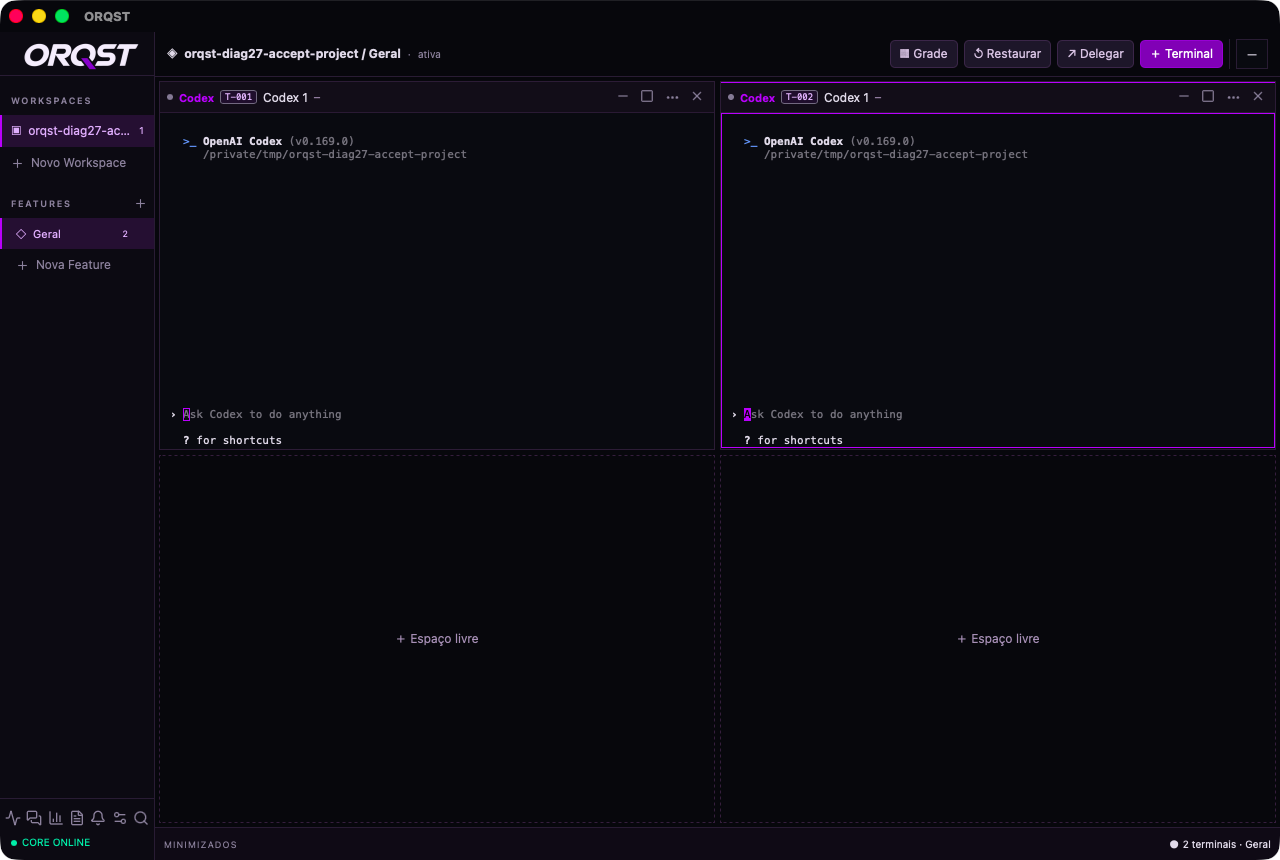 ORQST
ORQST
WORKSPACES
orqst-diag27-ac... 1
+ Novo Workspace
FEATURES +
Geral 2
+ Nova Feature
CORE ONLINE
orqst-diag27-accept-project / Geral · ativa
Grade
Restaurar
Delegar
+ Terminal
Codex T-001 Codex 1 –
>_ OpenAI Codex (v0.169.0)
/private/tmp/orqst-diag27-accept-project
› Ask Codex to do anything
? for shortcuts
Codex T-002 Codex 1 –
>_ OpenAI Codex (v0.169.0)
/private/tmp/orqst-diag27-accept-project
› Ask Codex to do anything
? for shortcuts
+ Espaço livre
+ Espaço livre
MINIMIZADOS
2 terminais · Geral